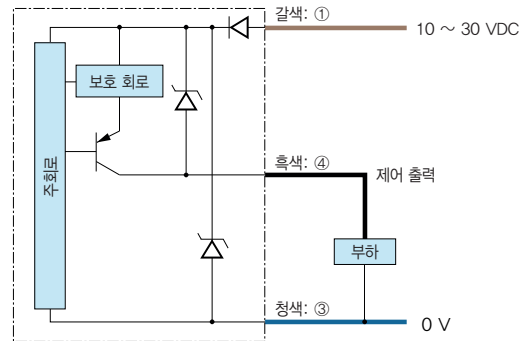 갈색: ①
10 ~ 30 VDC
보호 회로
주회로
흑색: ④
제어 출력
부하
청색: ③
0 V